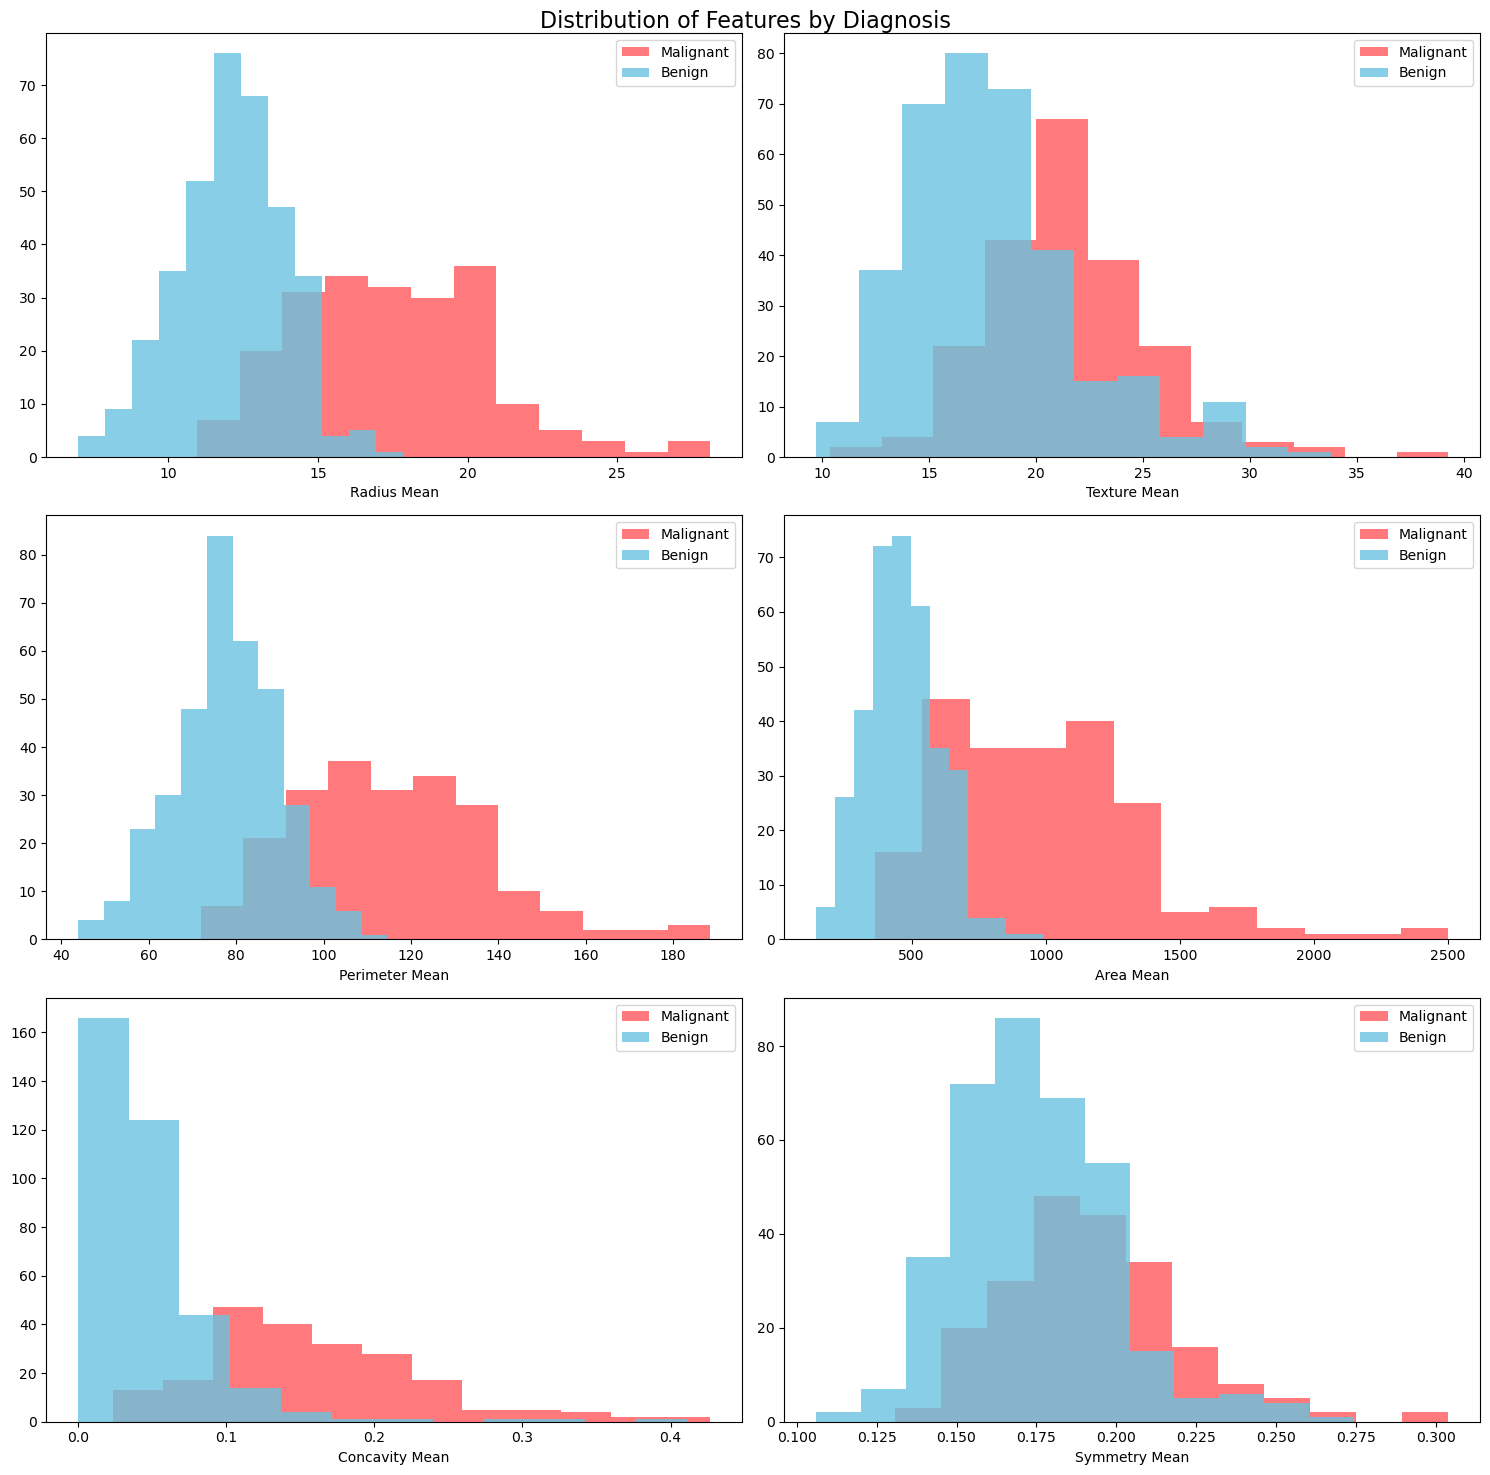 Distribution of Features by Diagnosis
Malignant
Benign
70
60
50
40
30
20
10
0
10 15 20 25
Radius Mean
Malignant
Benign
80
70
60
50
40
30
20
10
0
10 15 20 25 30 35 40
Texture Mean
Malignant
Benign
80
70
60
50
40
30
20
10
0
40 60 80 100 120 140 160 180
Perimeter Mean
Malignant
Benign
70
60
50
40
30
20
10
0
500 1000 1500 2000 2500
Area Mean
Malignant
Benign
160
140
120
100
80
60
40
20
0
0.0 0.1 0.2 0.3 0.4
Concavity Mean
Malignant
Benign
80
60
40
20
0
0.100 0.125 0.150 0.175 0.200 0.225 0.250 0.275 0.300
Symmetry Mean